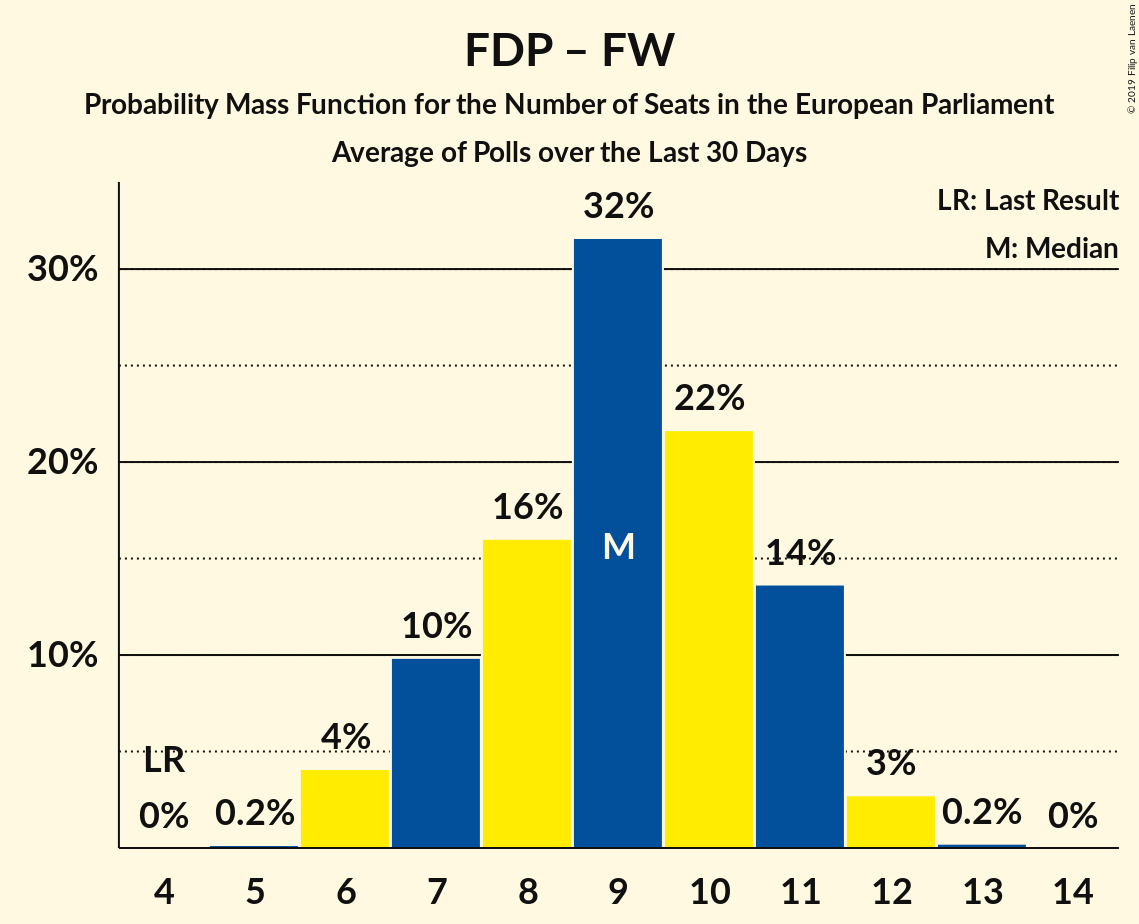 FDP – FW
Probability Mass Function for the Number of Seats in the European Parliament
Average of Polls over the Last 30 Days
© 2019 Filip van Laenen
LR: Last Result
M: Median
30%
20%
10%
LR
0%
0.2%
4%
10%
16%
32%
M
22%
14%
3%
0.2%
0%
4 5 6 7 8 9 10 11 12 13 14